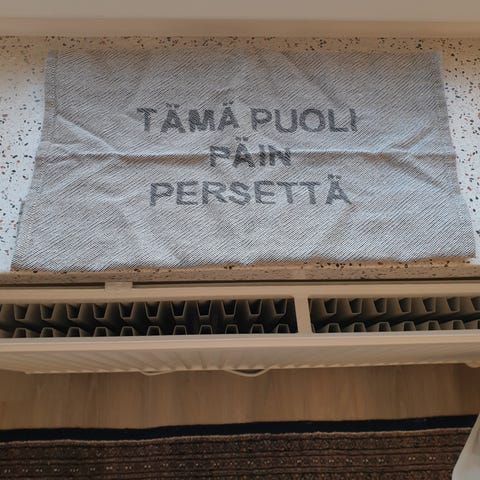 TÄMÄ PUOLI
PÄIN
PERSETTÄ